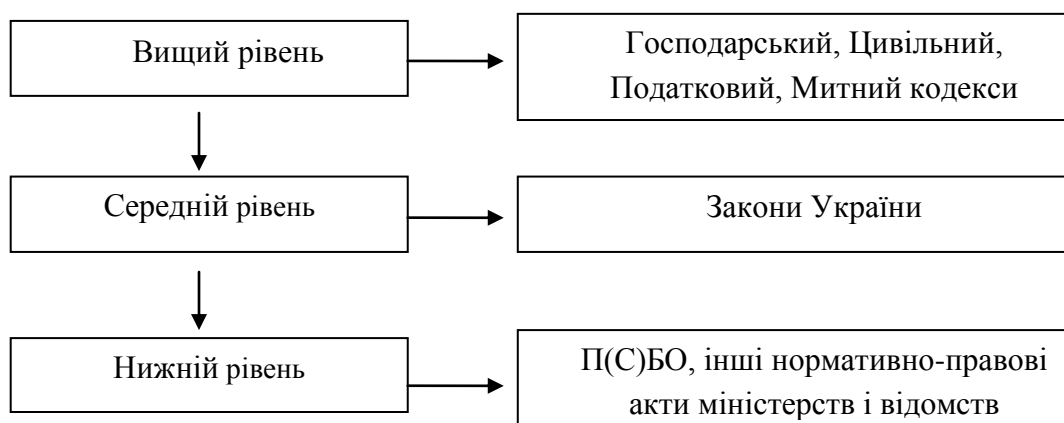 Вищий рівень
Господарський, Цивільний,
Податковий, Митний кодекси
Середній рівень
Закони України
Нижній рівень
П(С)БО, інші нормативно-правові
акти міністерств і відомств